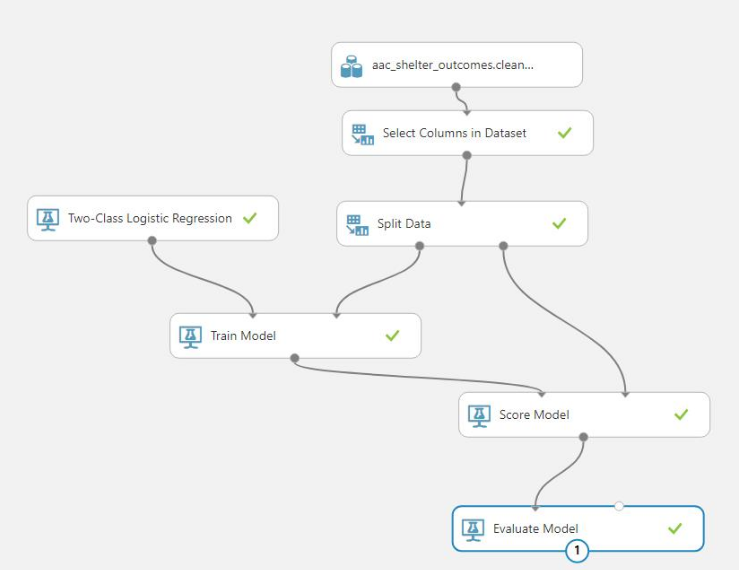 aac_shelter_outcomes.clean...
Select Columns in Dataset
Two-Class Logistic Regression
Split Data
Train Model
Score Model
Evaluate Model
1